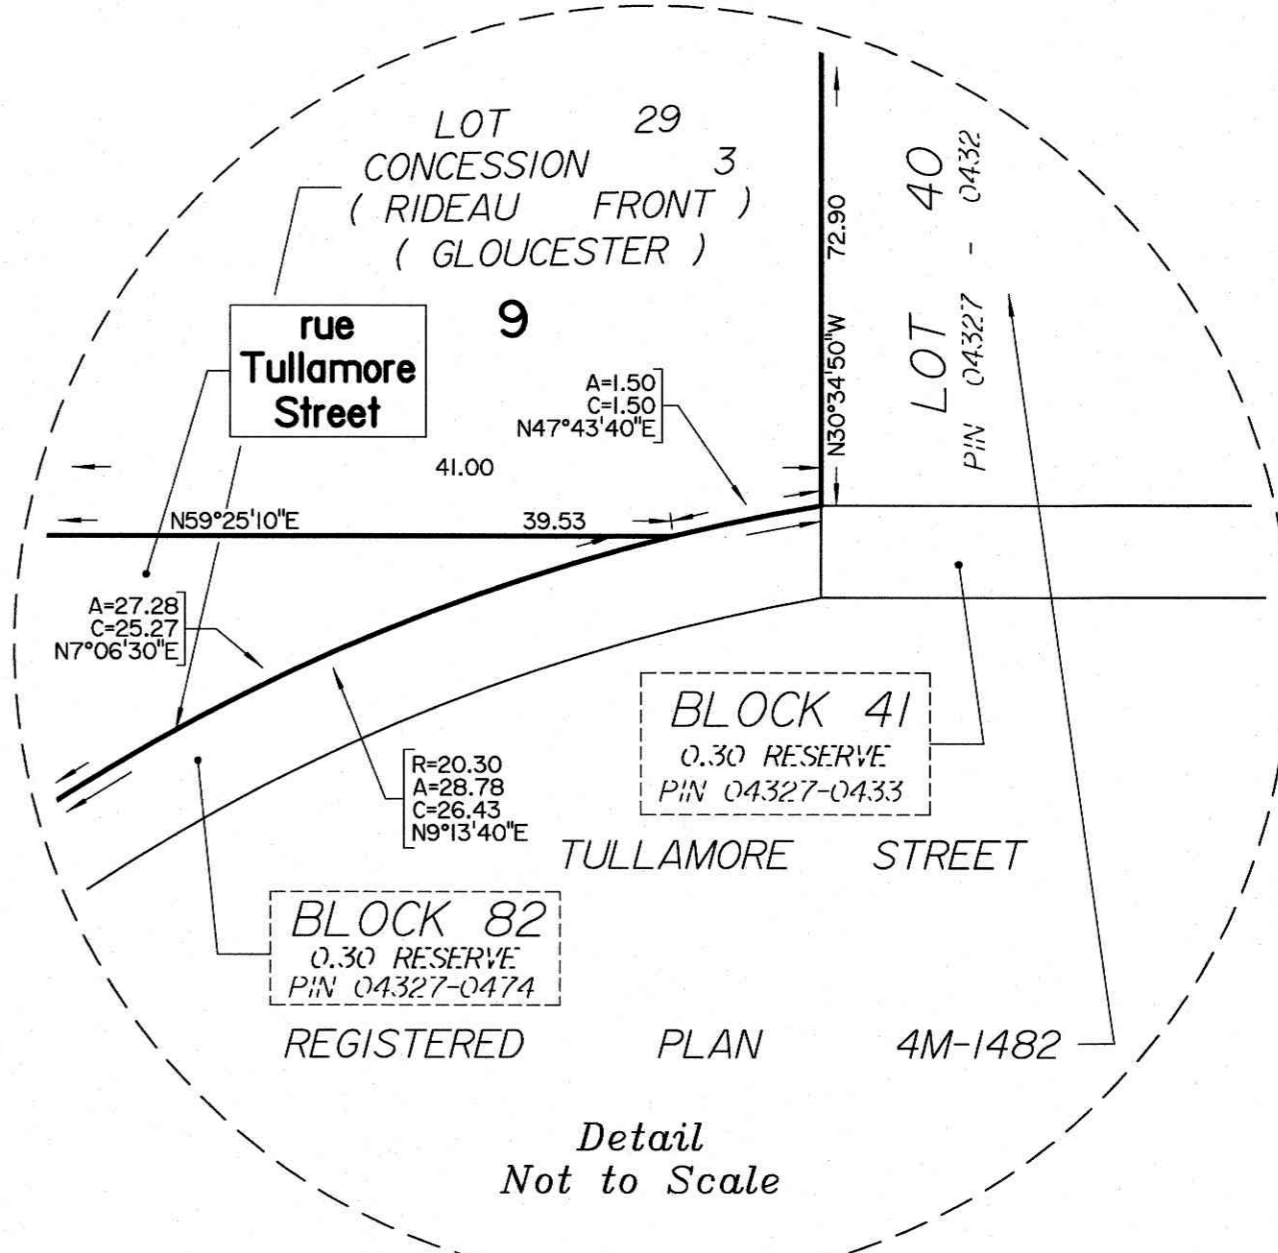 LOT 29
CONCESSION 3
( RIDEAU FRONT )
( GLOUCESTER )
9
rue
Tullamore
Street
72.90
N30°34'50"W
LOT 40
PIN 04327 - 0432
A=1.50
C=1.50
N47°43'40"E
41.00
N59°25'10"E
39.53
A=27.28
C=25.27
N7°06'30"E
R=20.30
A=28.78
C=26.43
N9°13'40"E
BLOCK 41
0.30 RESERVE
PIN 04327-0433
TULLAMORE STREET
BLOCK 82
0.30 RESERVE
PIN 04327-0474
REGISTERED PLAN 4M-1482
Detail
Not to Scale